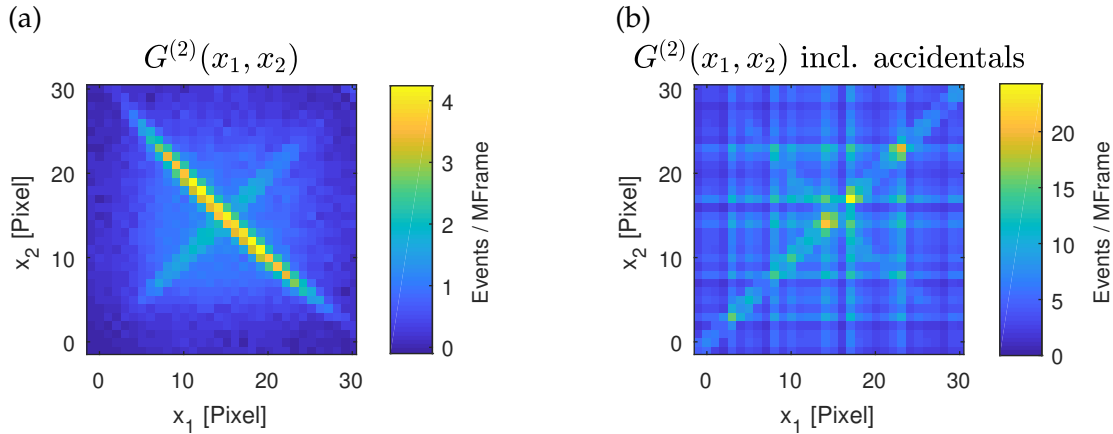 (a)
G^{(2)}(x_1, x_2)
30
20
10
0
x_2 [Pixel]
0 10 20 30
x_1 [Pixel]
4
3
2
1
0
Events / MFrame
(b)
G^{(2)}(x_1, x_2) incl. accidentals
30
20
10
0
x_2 [Pixel]
0 10 20 30
x_1 [Pixel]
20
15
10
5
0
Events / MFrame